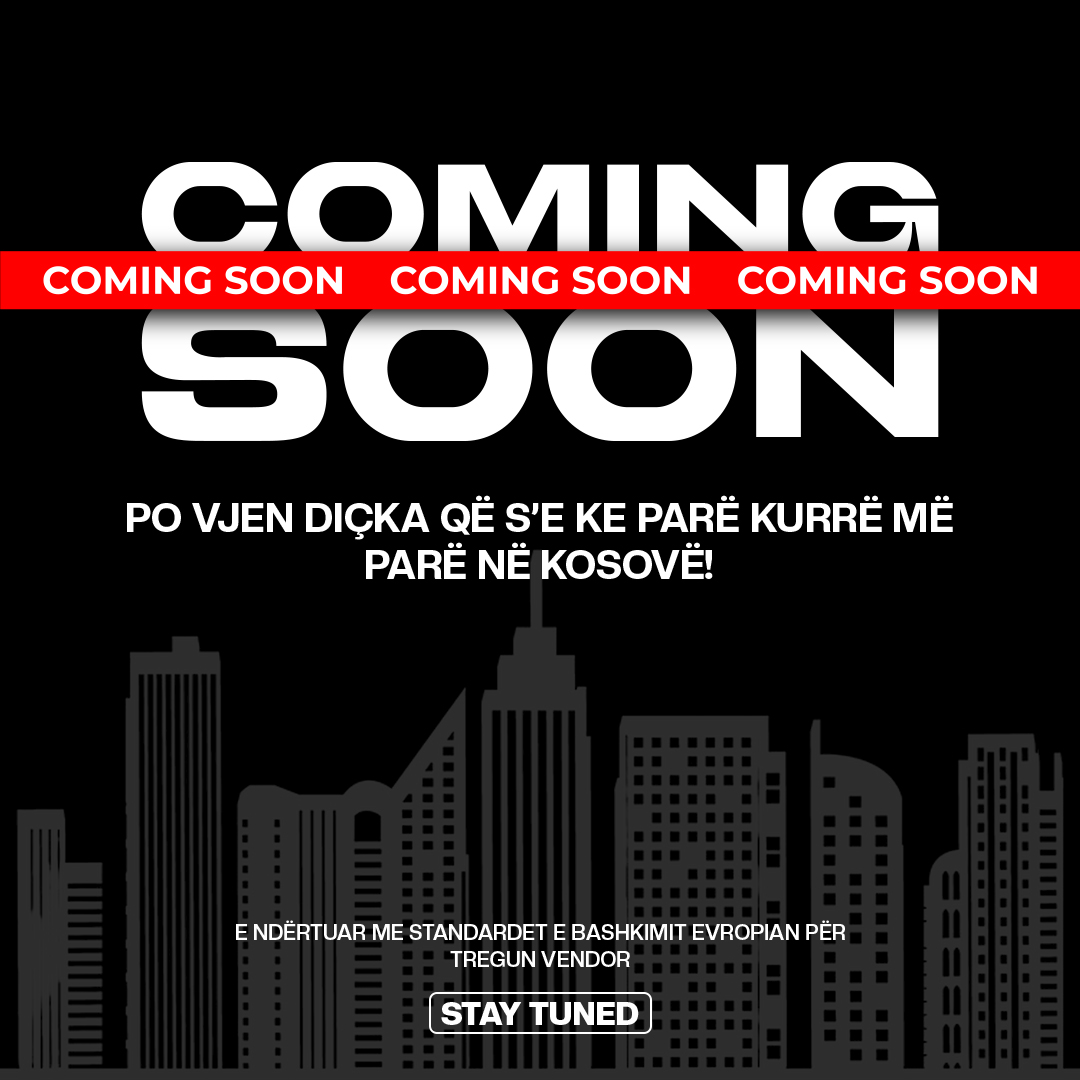 COMING
COMING SOON COMING SOON COMING SOON
SOON
PO VJEN DIÇKA QË S'E KE PARË KURRË MË
PARË NË KOSOVË!
E NDËRTUAR ME STANDARDET E BASHKIMIT EVROPIAN PËR
TREGUN VENDOR
STAY TUNED